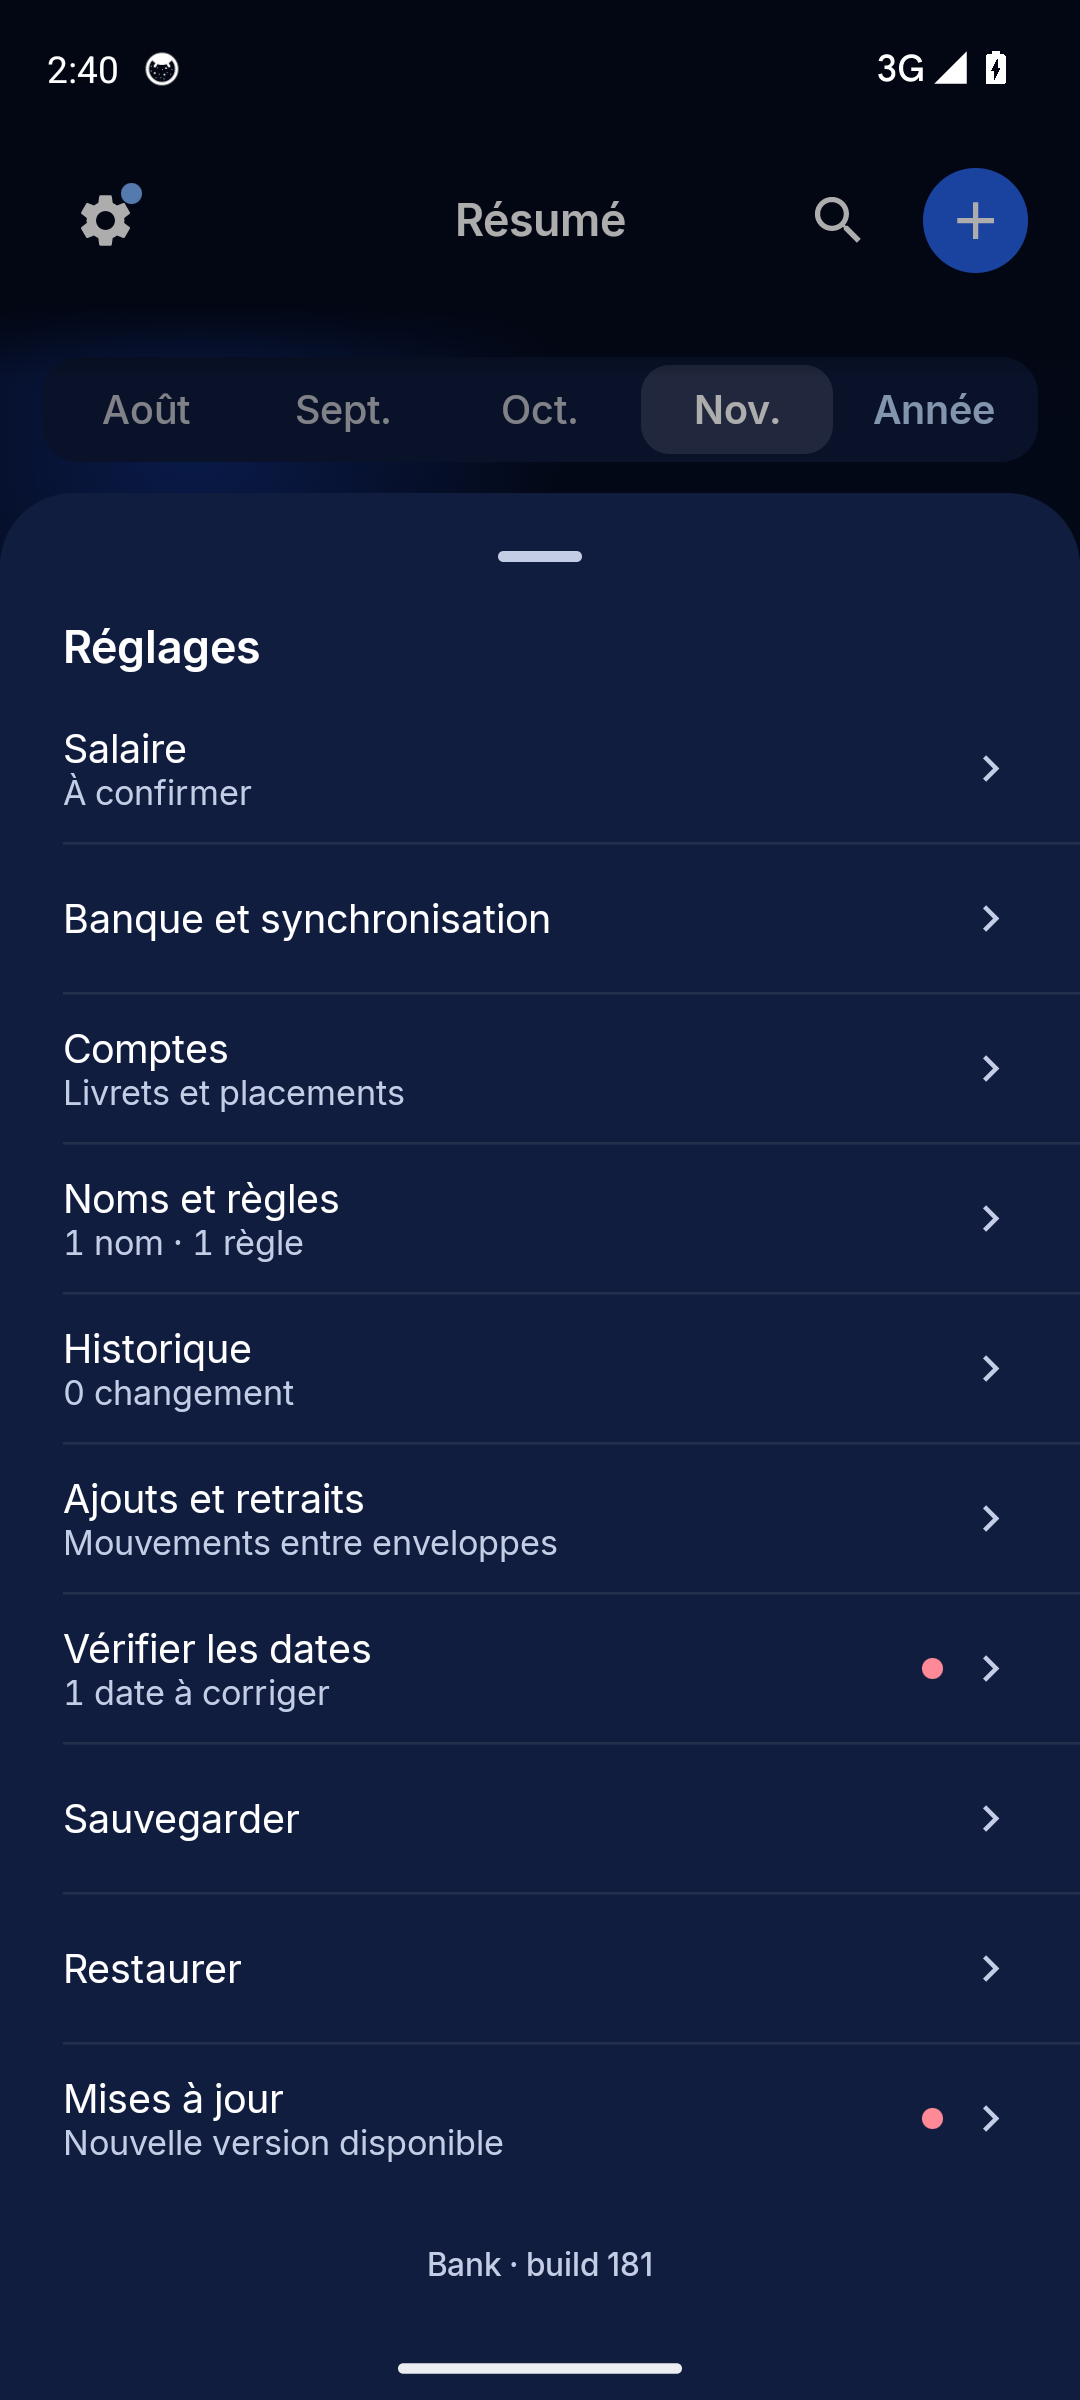 2:40
3G
Résumé
Août
Sept.
Oct.
Nov.
Année
Réglages
Salaire
À confirmer
Banque et synchronisation
Comptes
Livrets et placements
Noms et règles
1 nom · 1 règle
Historique
0 changement
Ajouts et retraits
Mouvements entre enveloppes
Vérifier les dates
1 date à corriger
Sauvegarder
Restaurer
Mises à jour
Nouvelle version disponible
Bank · build 181